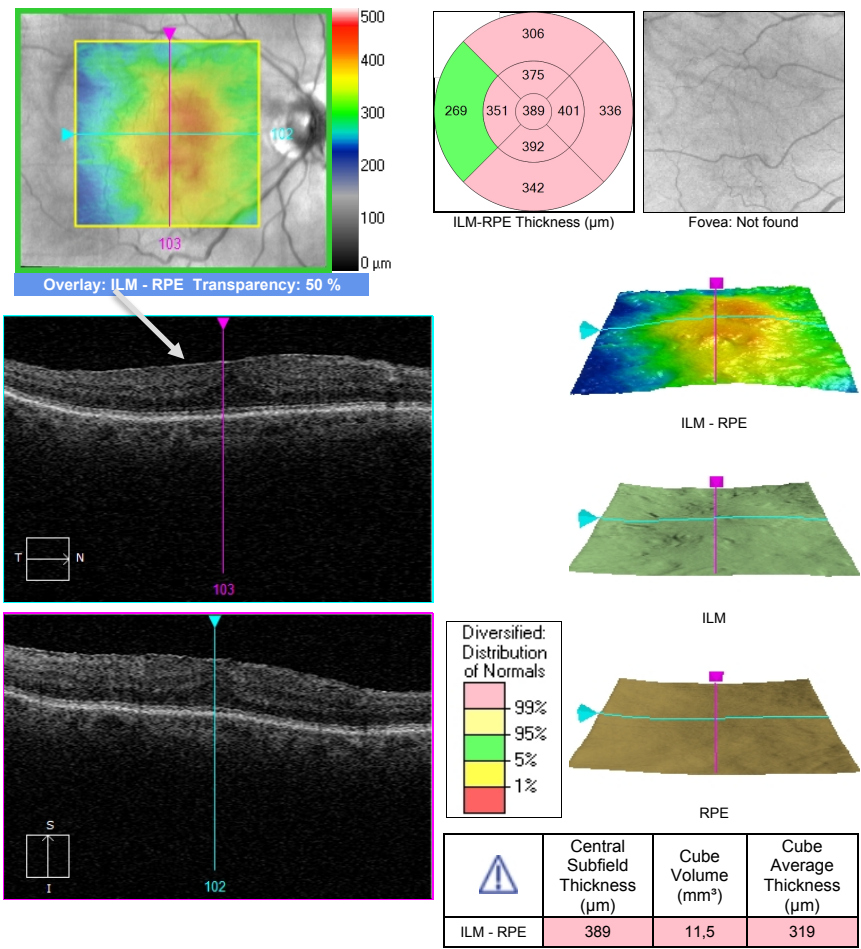 500
400
300
200
100
0 µm
102
103
Overlay: ILM - RPE Transparency: 50 %
306
375
269
351
389
401
336
392
342
ILM-RPE Thickness (µm)
Fovea: Not found
ILM - RPE
T
N
103
ILM
S
I
102
Diversified:
Distribution
of Normals
99%
95%
5%
1%
RPE
Central
Subfield
Thickness
(µm)
Cube
Volume
(mm³)
Cube
Average
Thickness
(µm)
ILM - RPE
389
11,5
319